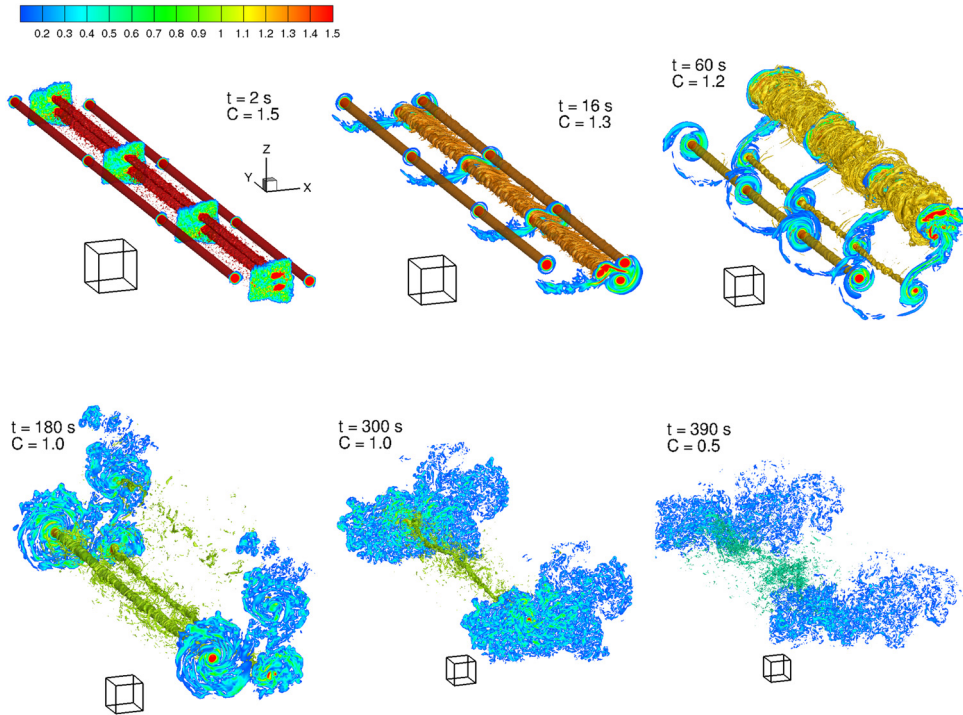 0.2 0.3 0.4 0.5 0.6 0.7 0.8 0.9 1 1.1 1.2 1.3 1.4 1.5
t = 2 s
C = 1.5
t = 16 s
C = 1.3
t = 60 s
C = 1.2
Z
Y
X
t = 180 s
C = 1.0
t = 300 s
C = 1.0
t = 390 s
C = 0.5